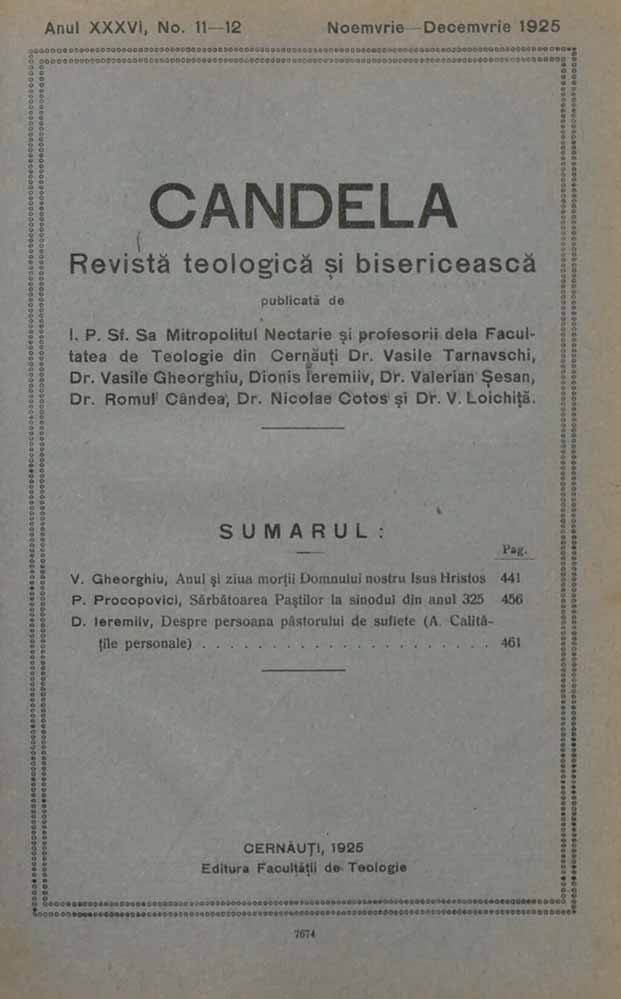 Anul XXXVI, No. 11—12 Noemvrie—Decemvrie 1925
CANDELA
Revistă teologică și bisericească
publicată de
I. P. Sf. Sa Mitropolitul Nectarie și profesorii dela Facul-
tatea de Teologie din Cernăuți Dr. Vasile Tarnavschi,
Dr. Vasile Gheorghiu, Dionis Ieremiiv, Dr. Valerian Șesan,
Dr. Romul Cândea, Dr. Nicolae Cotos și Dr. V. Loichiță.
SUMARUL:
Pag.
V. Gheorghiu, Anul și ziua morții Domnului nostru Isus Hristos 441
P. Procopovici, Sărbătoarea Paștilor la sinodul din anul 325 456
D. Ieremiiv, Despre persoana păstorului de suflete (A. Calită-
țile personale) . . . . . . . . . . . . . . . . . . . . 461
CERNĂUȚI, 1925
Editura Facultății de Teologie
7674